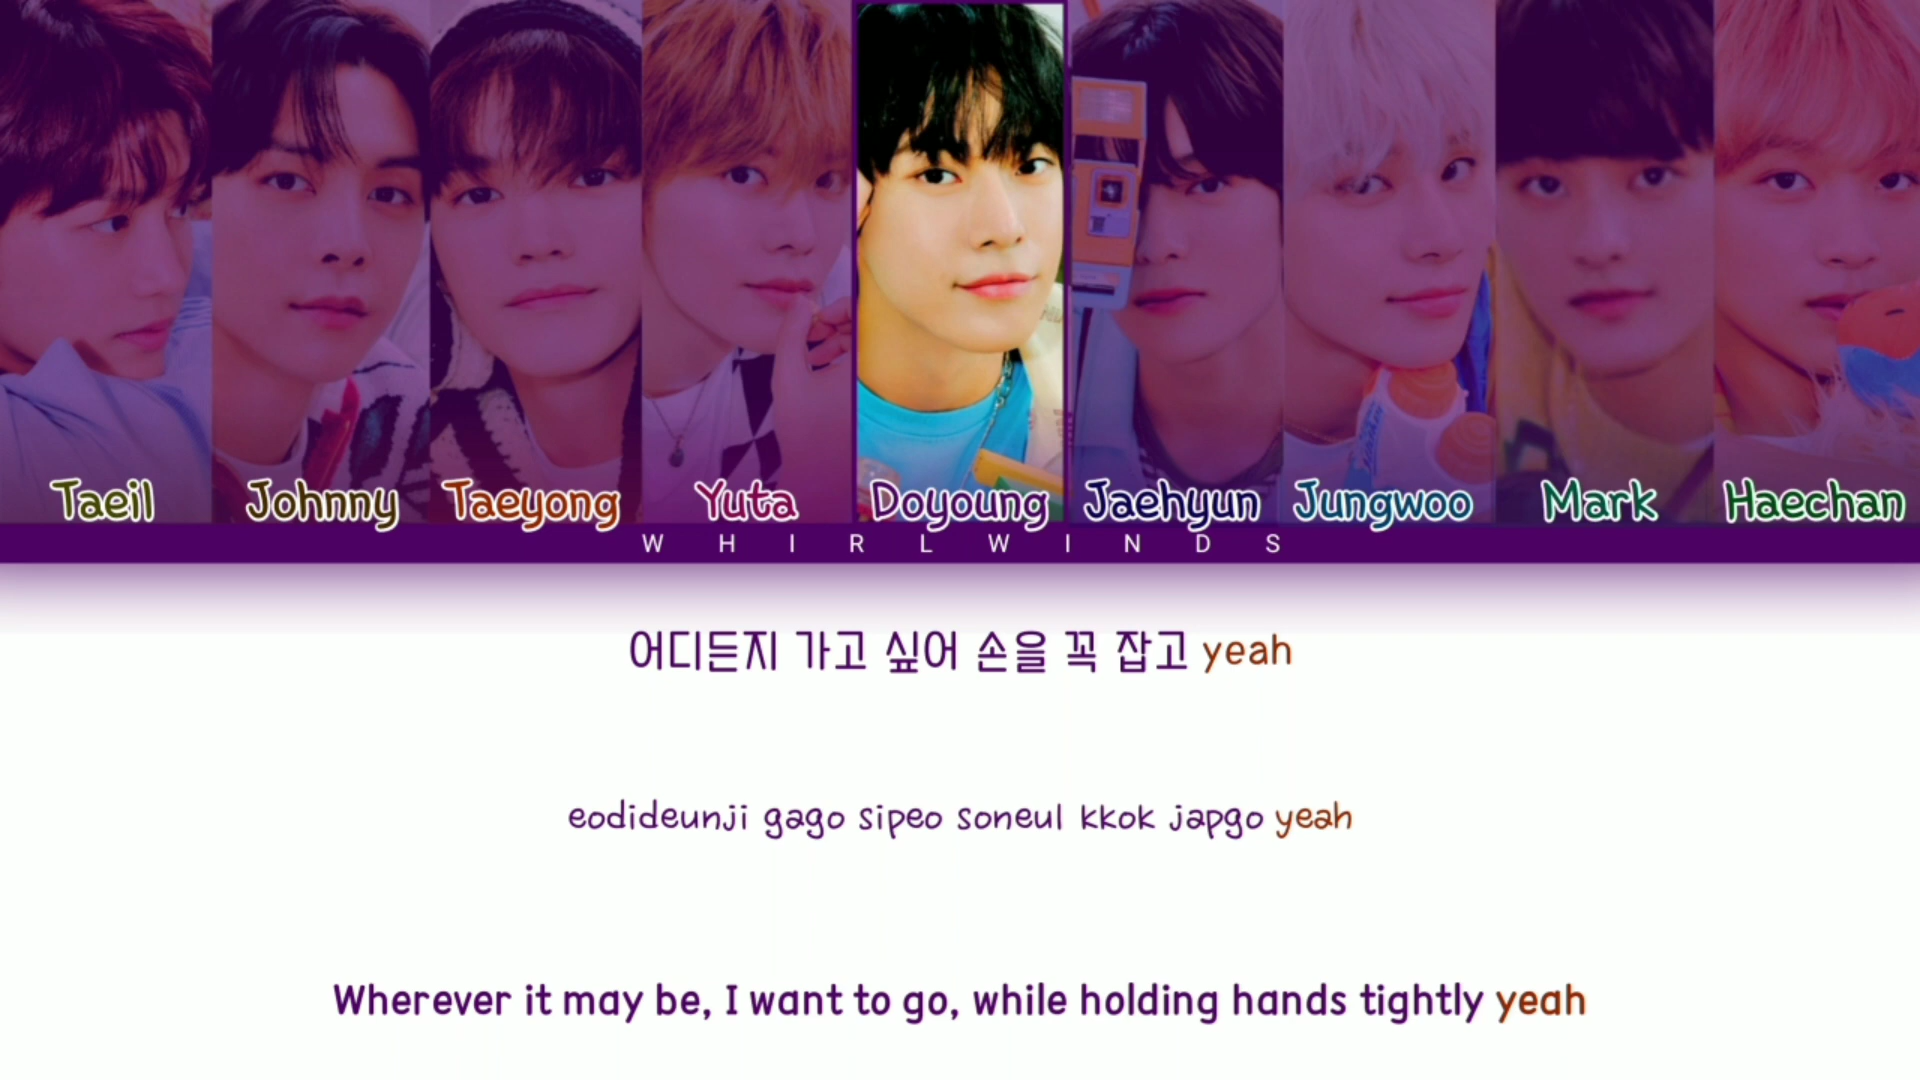 Taeil Johnny Taeyong Yuta Doyoung Jaehyun Jungwoo Mark Haechan
WHIRLWINDS
어디든지 가고 싶어 손을 꼭 잡고 yeah
eodideunji gago sipeo soneul kkok japgo yeah
Wherever it may be, I want to go, while holding hands tightly yeah